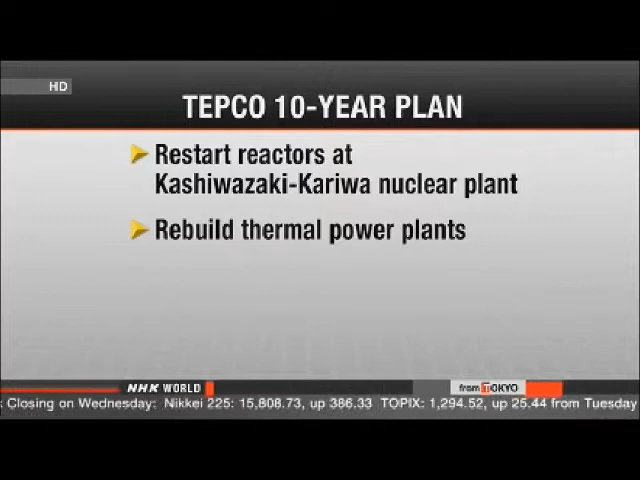 HD
TEPCO 10-YEAR PLAN
Restart reactors at
Kashiwazaki-Kariwa nuclear plant
Rebuild thermal power plants
NHK WORLD
from TOKYO
Closing on Wednesday: Nikkei 225: 15,808.73, up 386.33 TOPIX: 1,294.52, up 25.44 from Tuesday